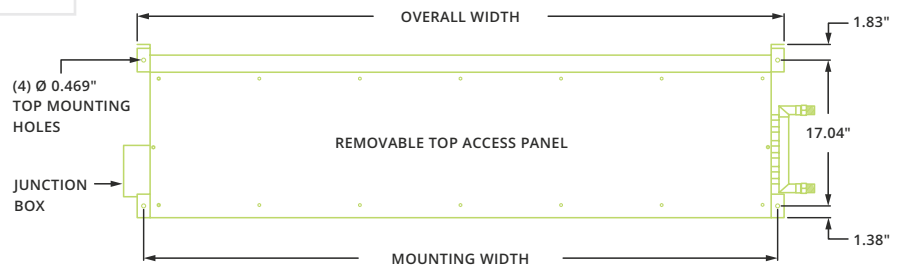 OVERALL WIDTH
1.83"
(4) Ø 0.469"
TOP MOUNTING
HOLES
17.04"
REMOVABLE TOP ACCESS PANEL
JUNCTION
BOX
1.38"
MOUNTING WIDTH